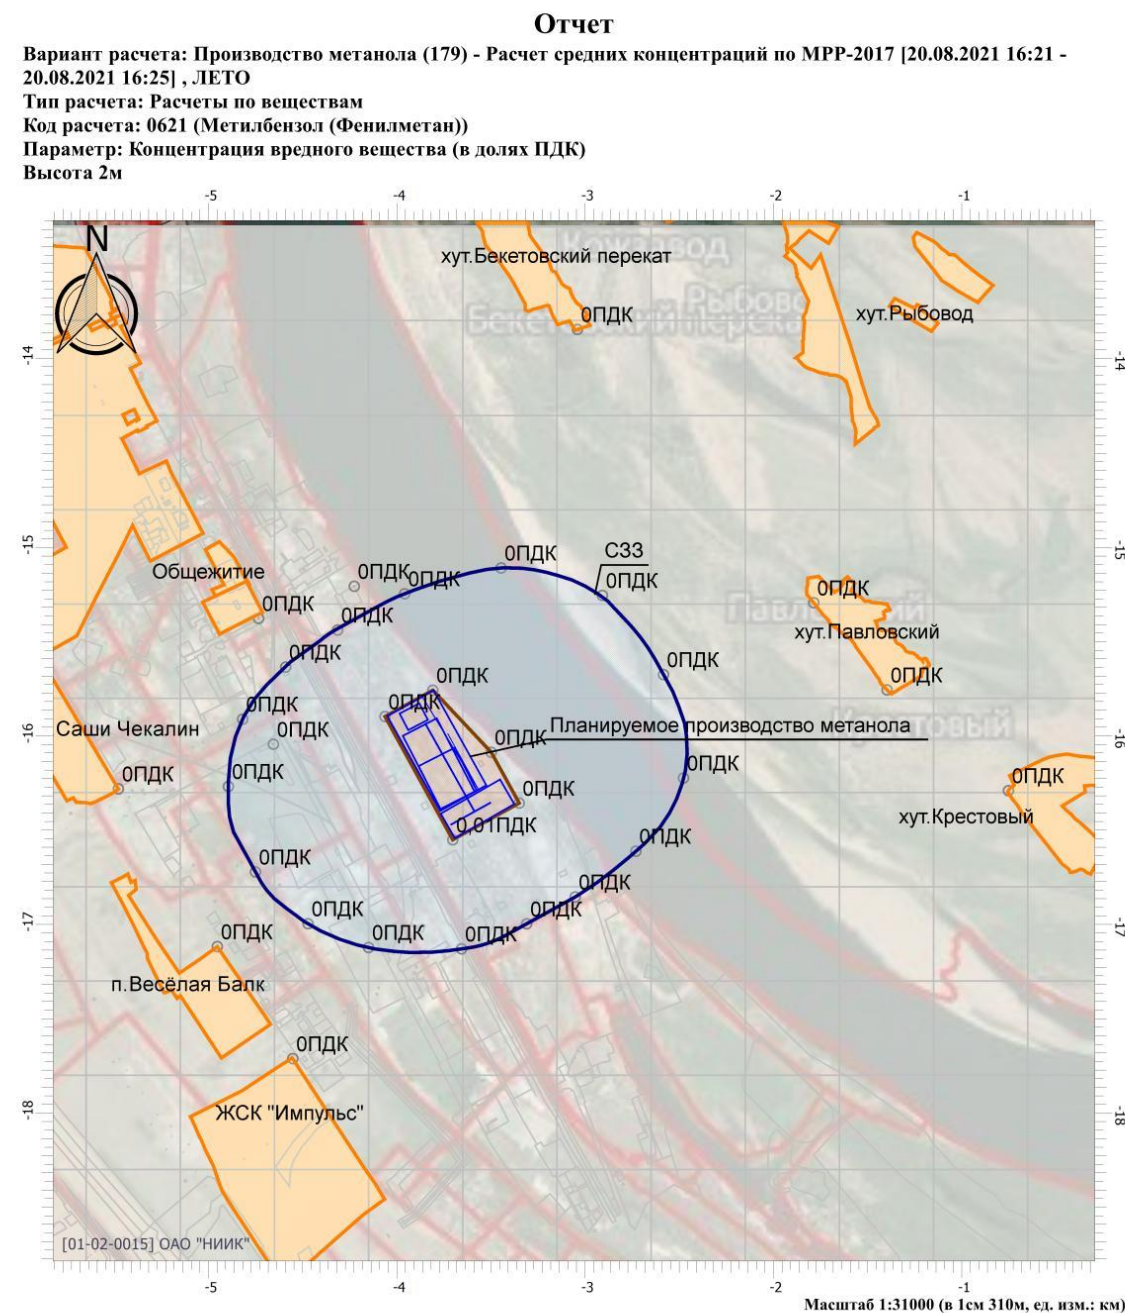 Отчет
Вариант расчета: Производство метанола (179) - Расчет средних концентраций по МРР-2017 [20.08.2021 16:21 -
20.08.2021 16:25] , ЛЕТО
Тип расчета: Расчеты по веществам
Код расчета: 0621 (Метилбензол (Фенилметан))
Параметр: Концентрация вредного вещества (в долях ПДК)
Высота 2м
-5 -4 -3 -2 -1
N
хут.Бекетовский перекат
0ПДК
хут.Рыбовод
-14 -14
-15 -15
0ПДК
СЗЗ
Общежитие
0ПДК
0ПДК
0ПДК
0ПДК
0ПДК
0ПДК
хут.Павловский
0ПДК
0ПДК
0ПДК
0ПДК
0ПДК
0ПДК
0ПДК
Планируемое производство метанола
Саши Чекалин
0ПДК
0ПДК
-16 -16
0ПДК
0ПДК
0ПДК
0ПДК
0ПДК
хут.Крестовый
0,01ПДК
0ПДК
0ПДК
0ПДК
0ПДК
0ПДК
-17 -17
0ПДК
0ПДК
0ПДК
п.Весёлая Балк
0ПДК
ЖСК "Импульс"
-18 -18
[01-02-0015] ОАО "НИИК"
-5 -4 -3 -2 -1
Масштаб 1:31000 (в 1см 310м, ед. изм.: км)